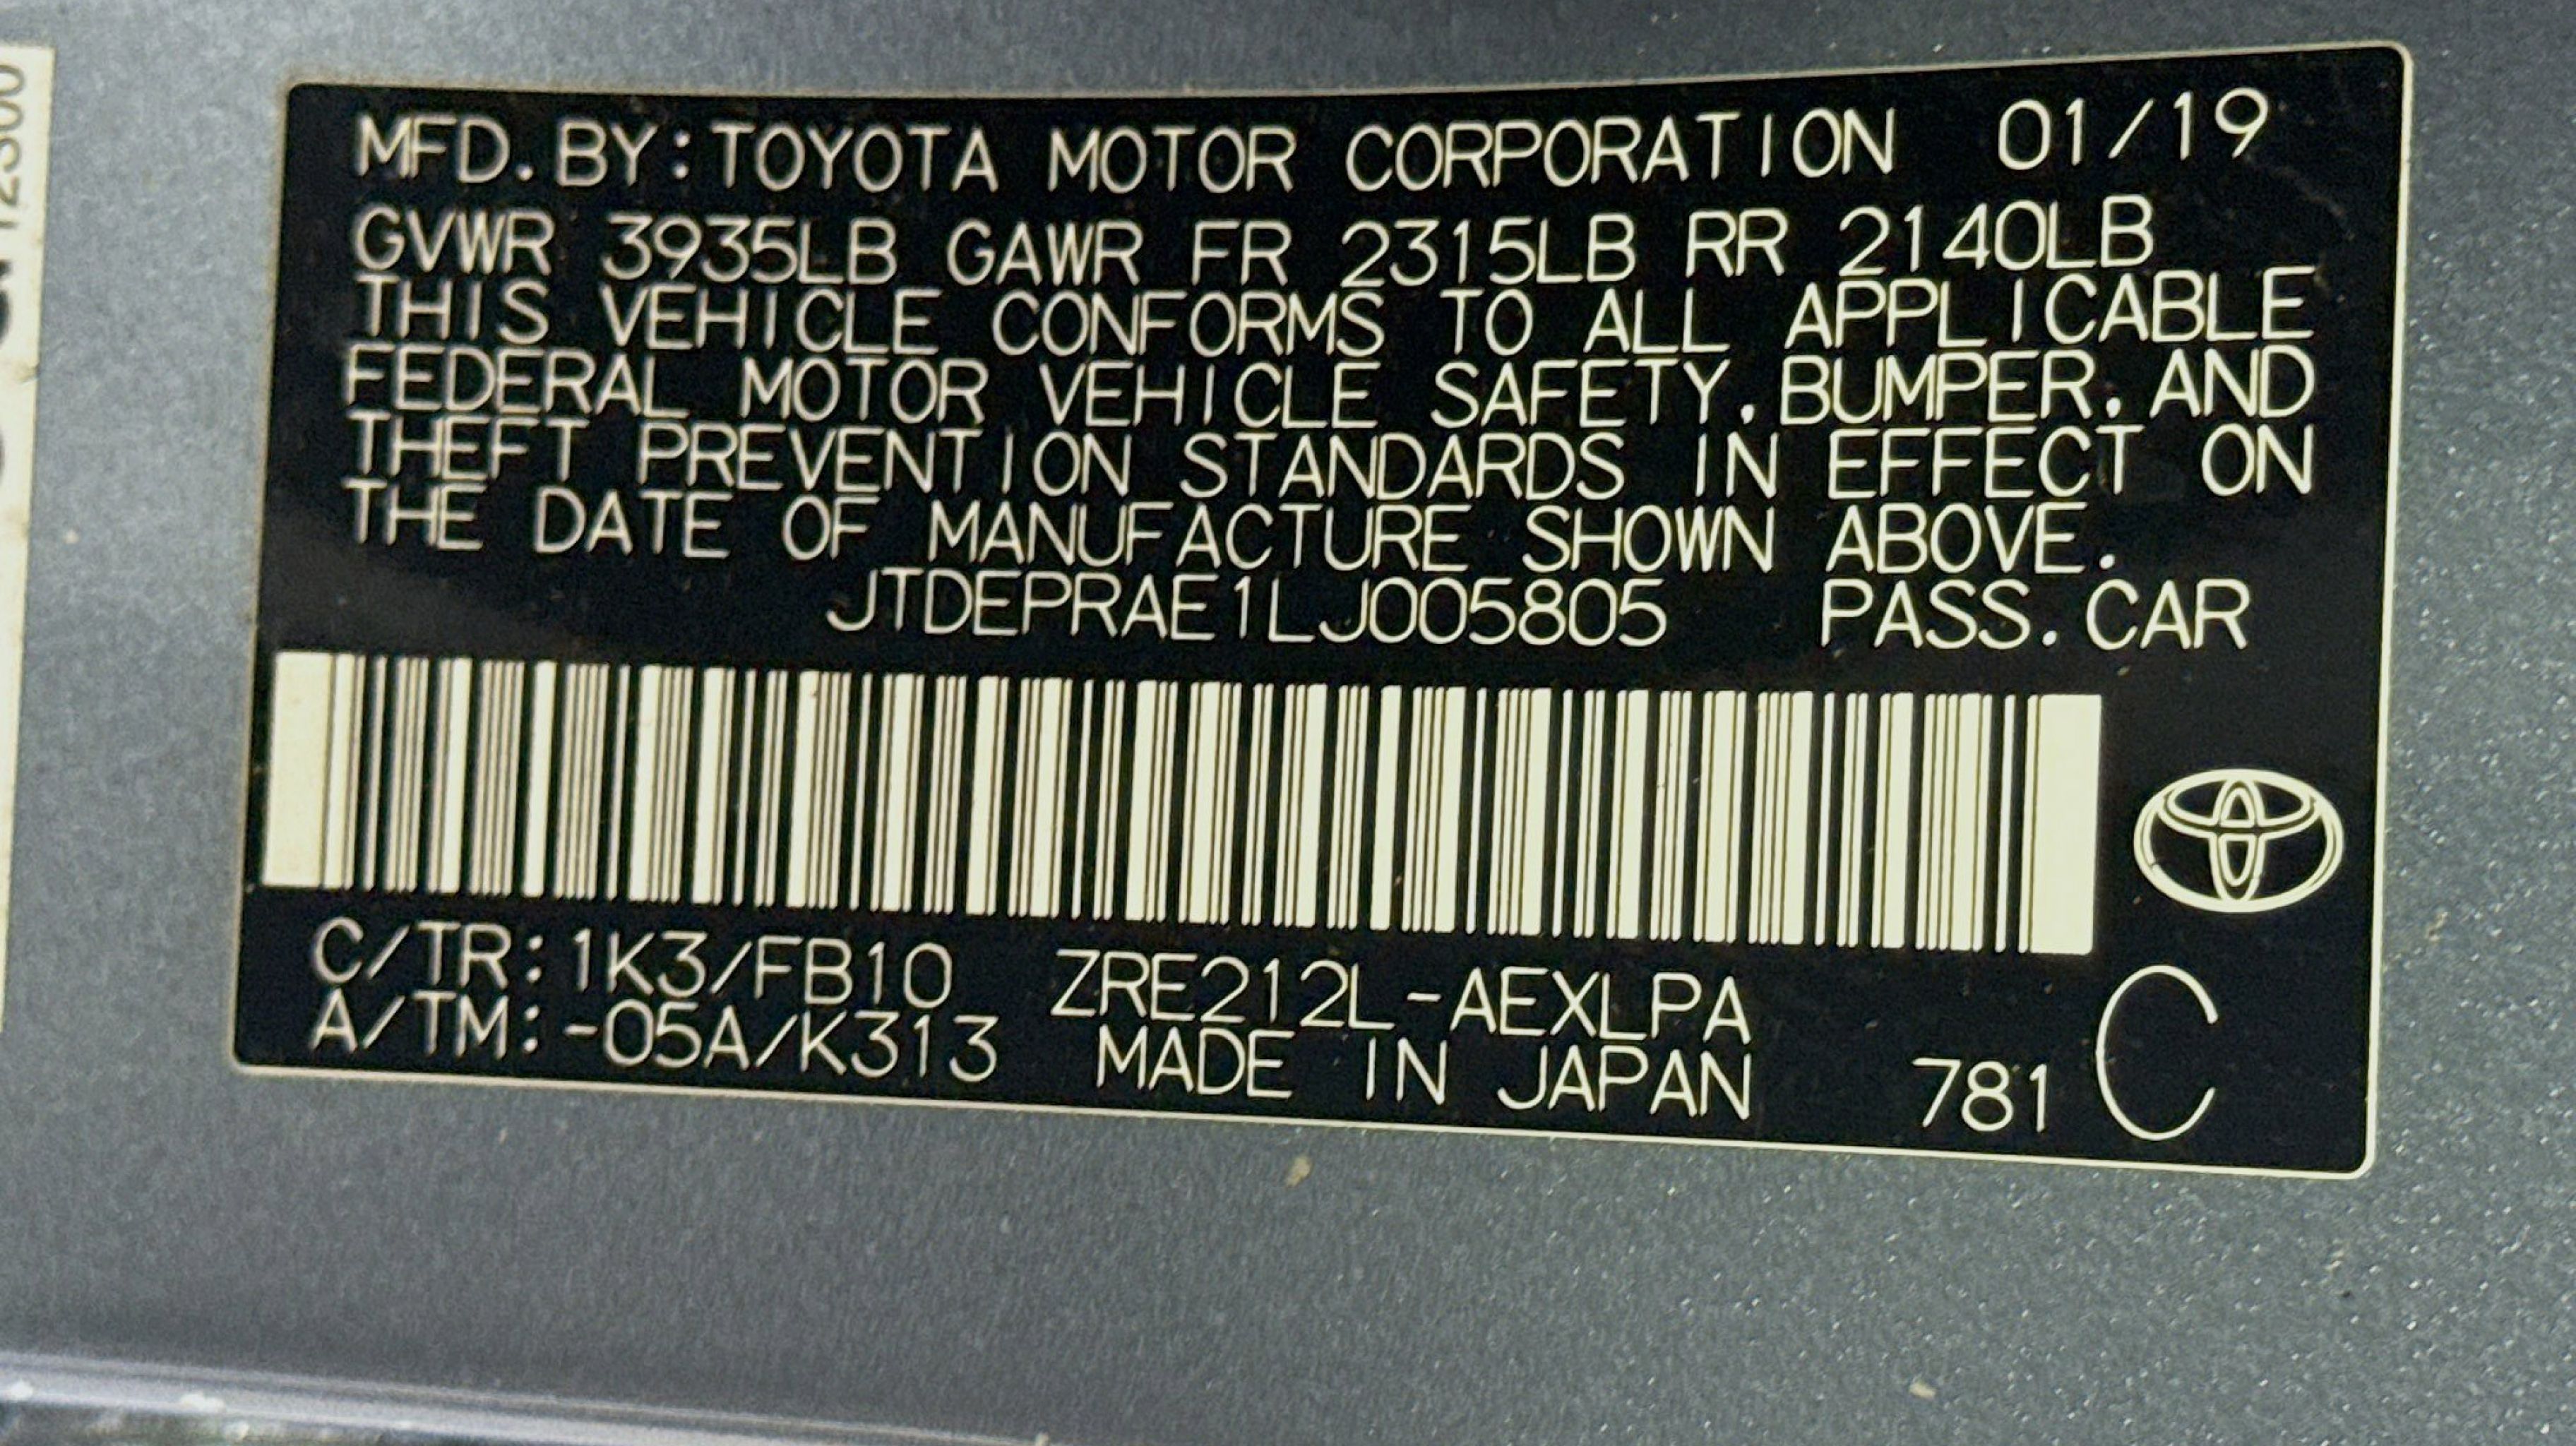 MFD. BY: TOYOTA MOTOR CORPORATION 01/19
GVWR 3935LB GAWR FR 2315LB RR 2140LB
THIS VEHICLE CONFORMS TO ALL APPLICABLE
FEDERAL MOTOR VEHICLE SAFETY, BUMPER, AND
THEFT PREVENTION STANDARDS IN EFFECT ON
THE DATE OF MANUFACTURE SHOWN ABOVE.
JTDEPRAE1LJ005805 PASS. CAR
C/TR: 1K3/FB10 ZRE212L-AEXLPA
A/TM: -05A/K313 MADE IN JAPAN 781 C